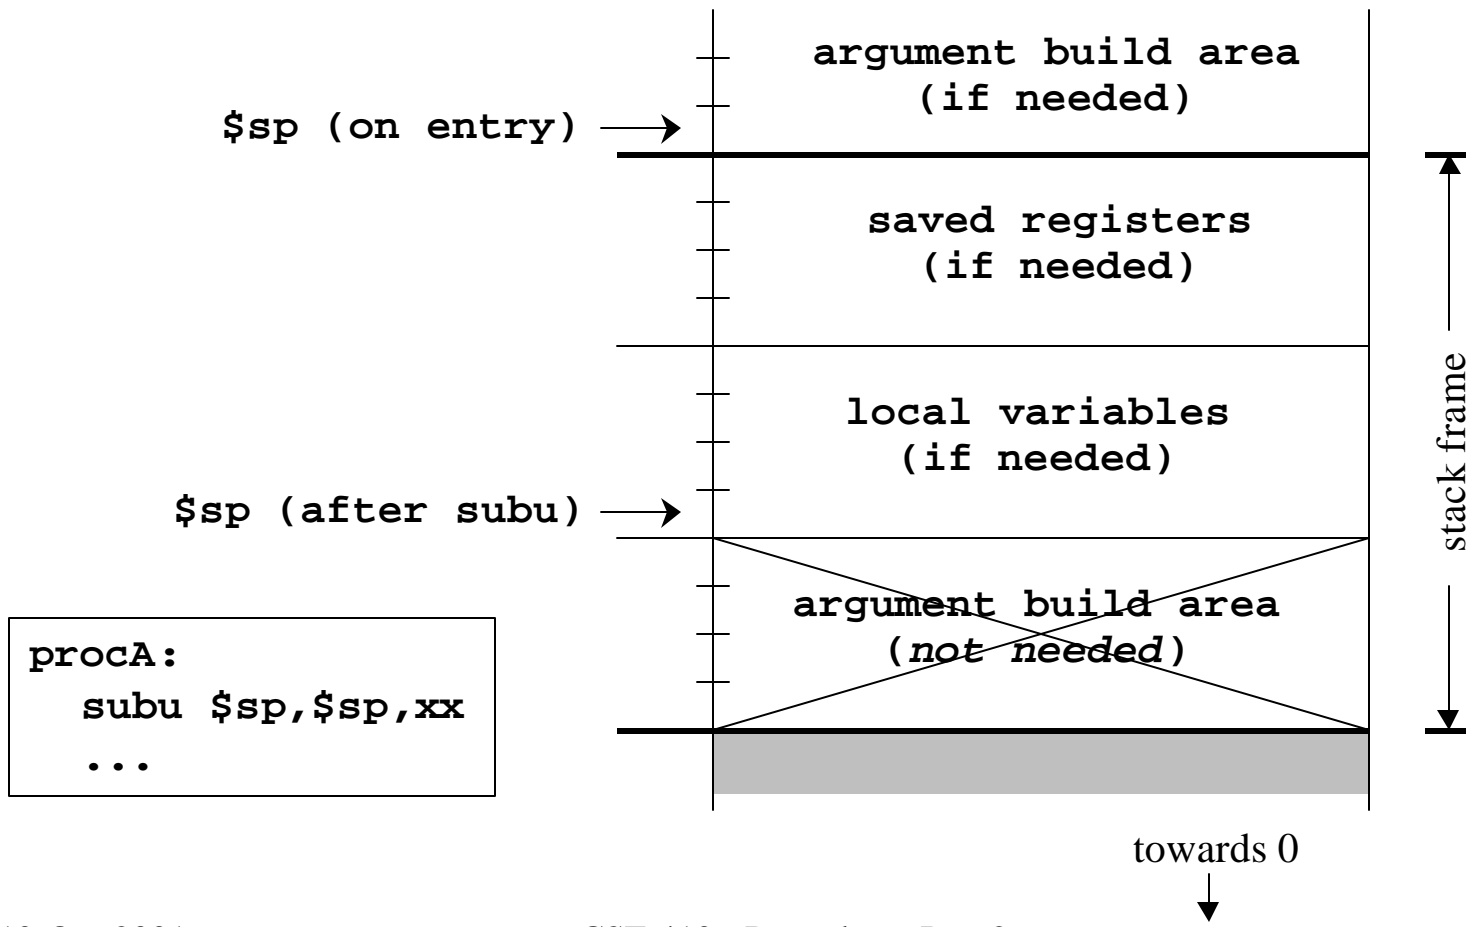 argument build area
(if needed)
$sp (on entry)
saved registers
(if needed)
local variables
(if needed)
stack frame
$sp (after subu)
argument build area
(not needed)
procA:
subu $sp,$sp,xx
...
towards 0